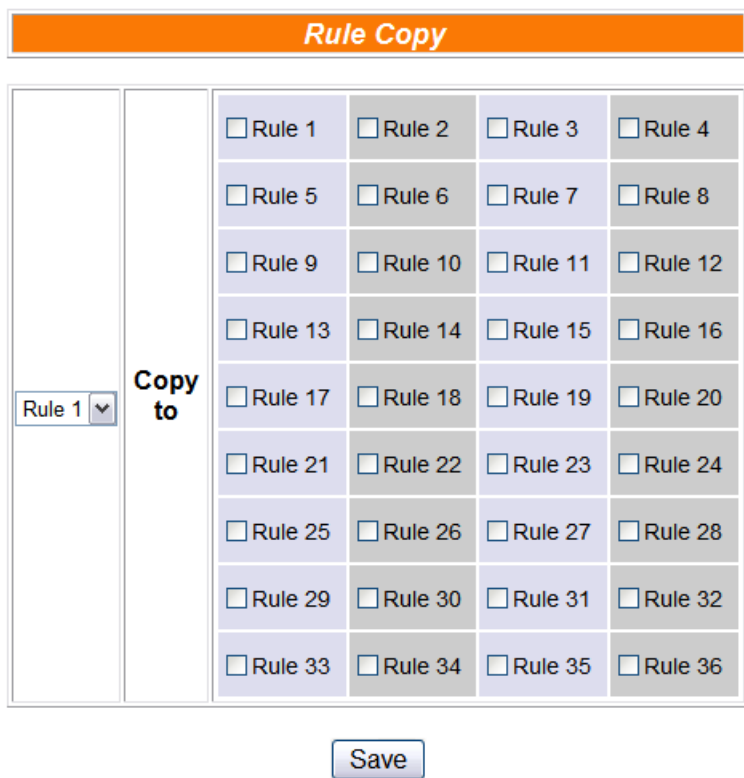 Rule Copy
Rule 1 Rule 2 Rule 3 Rule 4
Rule 5 Rule 6 Rule 7 Rule 8
Rule 9 Rule 10 Rule 11 Rule 12
Rule 13 Rule 14 Rule 15 Rule 16
Rule 1
Copy
to
Rule 17 Rule 18 Rule 19 Rule 20
Rule 21 Rule 22 Rule 23 Rule 24
Rule 25 Rule 26 Rule 27 Rule 28
Rule 29 Rule 30 Rule 31 Rule 32
Rule 33 Rule 34 Rule 35 Rule 36
Save